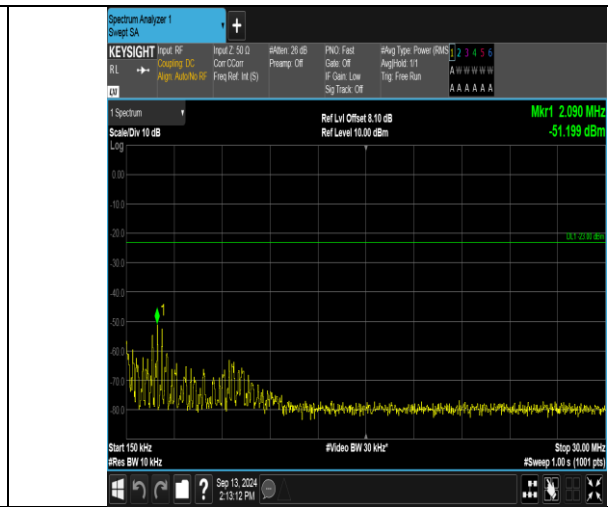 Spectrum Analyzer 1
Swept SA
+
KEYSIGHT Input: RF Input Z: 50 Ω #Atten: 26 dB PNO: Fast #Avg Type: Power (RMS 1 2 3 4 5 6
RL Coupling: DC Corr CCorr Preamp: Off Gate: Off Avg|Hold: 1/1 A W W W W W
Align: Auto/No RF Freq Ref: Int (S) IF Gain: Low Trig: Free Run
Sig Track: Off A A A A A A
LXI
1 Spectrum Ref Lvl Offset 8.10 dB Mkr1 2.090 MHz
Scale/Div 10 dB Ref Level 10.00 dBm -51.199 dBm
Log
0.00
-10.0
-20.0
DL1 -23.00 dBm
-30.0
-40.0
1
-50.0
-60.0
-70.0
-80.0
Start 150 kHz #Video BW 30 kHz* Stop 30.00 MHz
#Res BW 10 kHz #Sweep 1.00 s (1001 pts)
? Sep 13, 2024
2:13:12 PM